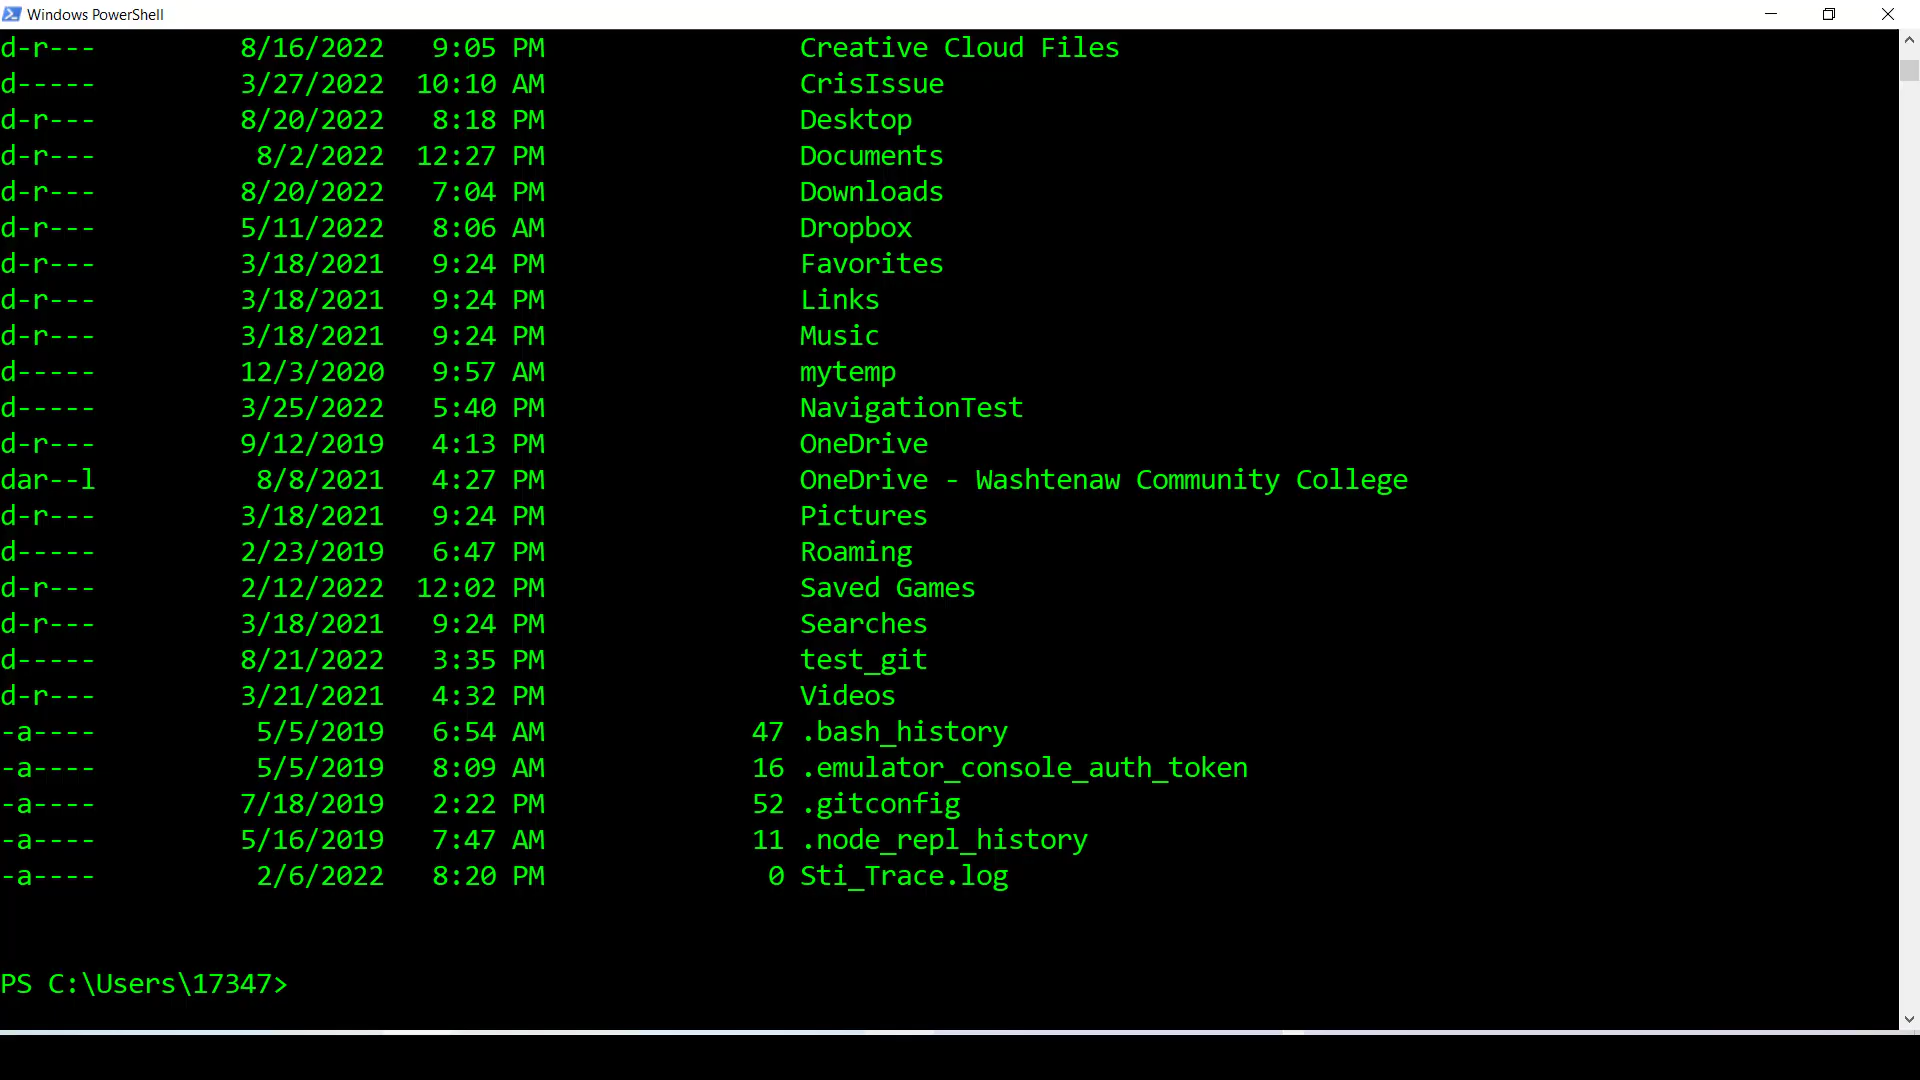 Windows PowerShell
d-r--- 8/16/2022 9:05 PM Creative Cloud Files
d----- 3/27/2022 10:10 AM CrisIssue
d-r--- 8/20/2022 8:18 PM Desktop
d-r--- 8/2/2022 12:27 PM Documents
d-r--- 8/20/2022 7:04 PM Downloads
d-r--- 5/11/2022 8:06 AM Dropbox
d-r--- 3/18/2021 9:24 PM Favorites
d-r--- 3/18/2021 9:24 PM Links
d-r--- 3/18/2021 9:24 PM Music
d----- 12/3/2020 9:57 AM mytemp
d----- 3/25/2022 5:40 PM NavigationTest
d-r--- 9/12/2019 4:13 PM OneDrive
dar--l 8/8/2021 4:27 PM OneDrive - Washtenaw Community College
d-r--- 3/18/2021 9:24 PM Pictures
d----- 2/23/2019 6:47 PM Roaming
d-r--- 2/12/2022 12:02 PM Saved Games
d-r--- 3/18/2021 9:24 PM Searches
d----- 8/21/2022 3:35 PM test_git
d-r--- 3/21/2021 4:32 PM Videos
-a---- 5/5/2019 6:54 AM 47 .bash_history
-a---- 5/5/2019 8:09 AM 16 .emulator_console_auth_token
-a---- 7/18/2019 2:22 PM 52 .gitconfig
-a---- 5/16/2019 7:47 AM 11 .node_repl_history
-a---- 2/6/2022 8:20 PM 0 Sti_Trace.log
PS C:\Users\17347>